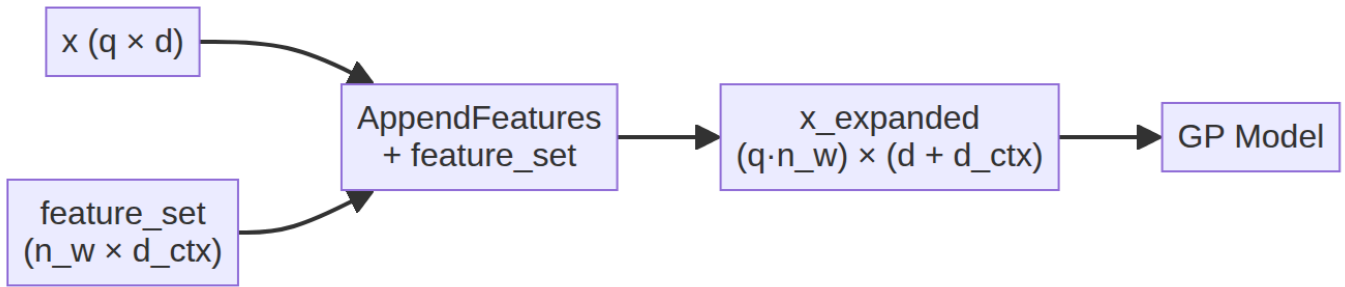 x (q × d)
feature_set
(n_w × d_ctx)
AppendFeatures
+ feature_set
x_expanded
(q·n_w) × (d + d_ctx)
GP Model